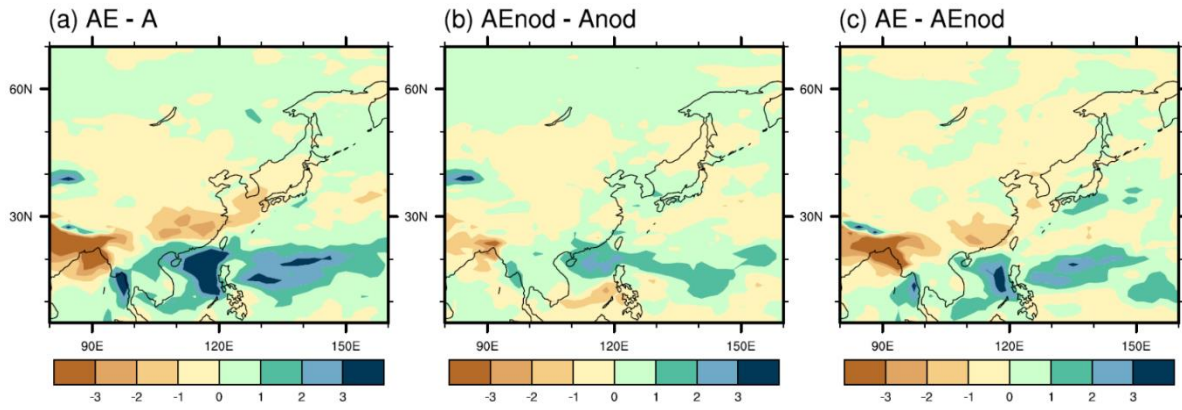 (a) AE - A
(b) AEnod - Anod
(c) AE - AEnod
60N
30N
90E 120E 150E
-3 -2 -1 0 1 2 3
60N
30N
90E 120E 150E
-3 -2 -1 0 1 2 3
60N
30N
90E 120E 150E
-3 -2 -1 0 1 2 3